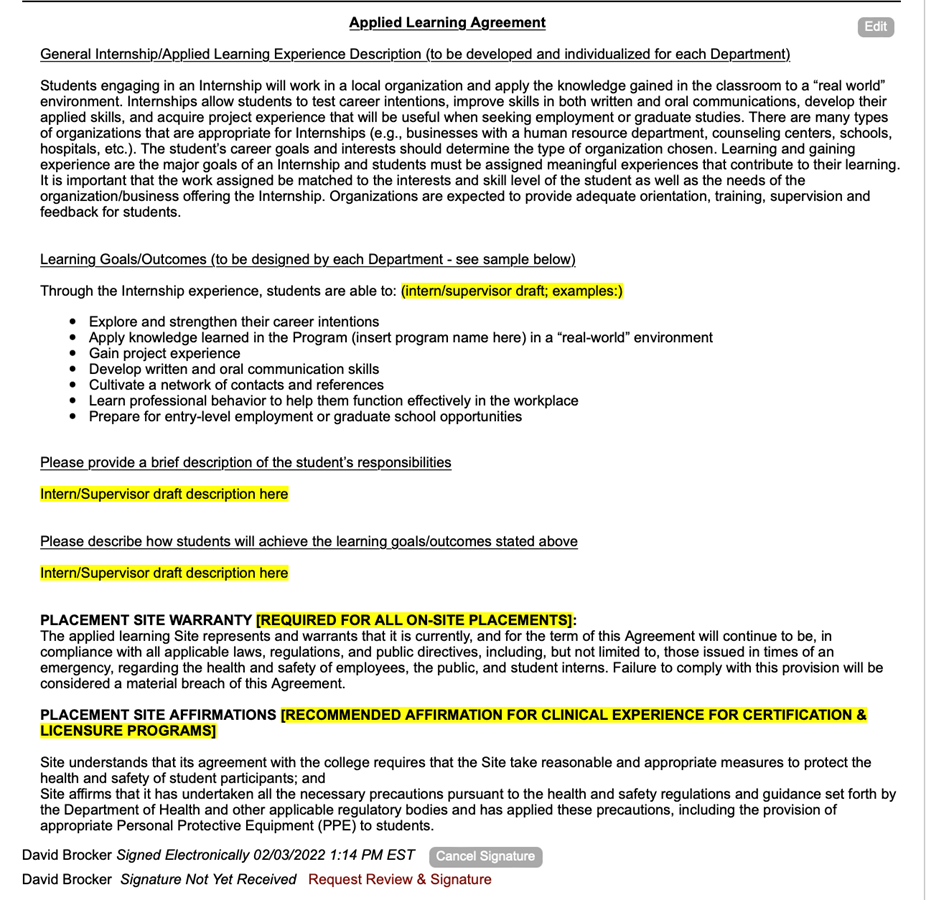 Applied Learning Agreement
Edit
General Internship/Applied Learning Experience Description (to be developed and individualized for each Department)
Students engaging in an Internship will work in a local organization and apply the knowledge gained in the classroom to a “real world”
environment. Internships allow students to test career intentions, improve skills in both written and oral communications, develop their
applied skills, and acquire project experience that will be useful when seeking employment or graduate studies. There are many types
of organizations that are appropriate for Internships (e.g., businesses with a human resource department, counseling centers, schools,
hospitals, etc.). The student’s career goals and interests should determine the type of organization chosen. Learning and gaining
experience are the major goals of an Internship and students must be assigned meaningful experiences that contribute to their learning.
It is important that the work assigned be matched to the interests and skill level of the student as well as the needs of the
organization/business offering the Internship. Organizations are expected to provide adequate orientation, training, supervision and
feedback for students.
Learning Goals/Outcomes (to be designed by each Department - see sample below)
Through the Internship experience, students are able to: (intern/supervisor draft; examples:)
• Explore and strengthen their career intentions
• Apply knowledge learned in the Program (insert program name here) in a “real-world” environment
• Gain project experience
• Develop written and oral communication skills
• Cultivate a network of contacts and references
• Learn professional behavior to help them function effectively in the workplace
• Prepare for entry-level employment or graduate school opportunities
Please provide a brief description of the student’s responsibilities
Intern/Supervisor draft description here
Please describe how students will achieve the learning goals/outcomes stated above
Intern/Supervisor draft description here
PLACEMENT SITE WARRANTY [REQUIRED FOR ALL ON-SITE PLACEMENTS]:
The applied learning Site represents and warrants that it is currently, and for the term of this Agreement will continue to be, in
compliance with all applicable laws, regulations, and public directives, including, but not limited to, those issued in times of an
emergency, regarding the health and safety of employees, the public, and student interns. Failure to comply with this provision will be
considered a material breach of this Agreement.
PLACEMENT SITE AFFIRMATIONS [RECOMMENDED AFFIRMATION FOR CLINICAL EXPERIENCE FOR CERTIFICATION &
LICENSURE PROGRAMS]
Site understands that its agreement with the college requires that the Site take reasonable and appropriate measures to protect the
health and safety of student participants; and
Site affirms that it has undertaken all the necessary precautions pursuant to the health and safety regulations and guidance set forth by
the Department of Health and other applicable regulatory bodies and has applied these precautions, including the provision of
appropriate Personal Protective Equipment (PPE) to students.
David Brocker Signed Electronically 02/03/2022 1:14 PM EST Cancel Signature
David Brocker Signature Not Yet Received Request Review & Signature